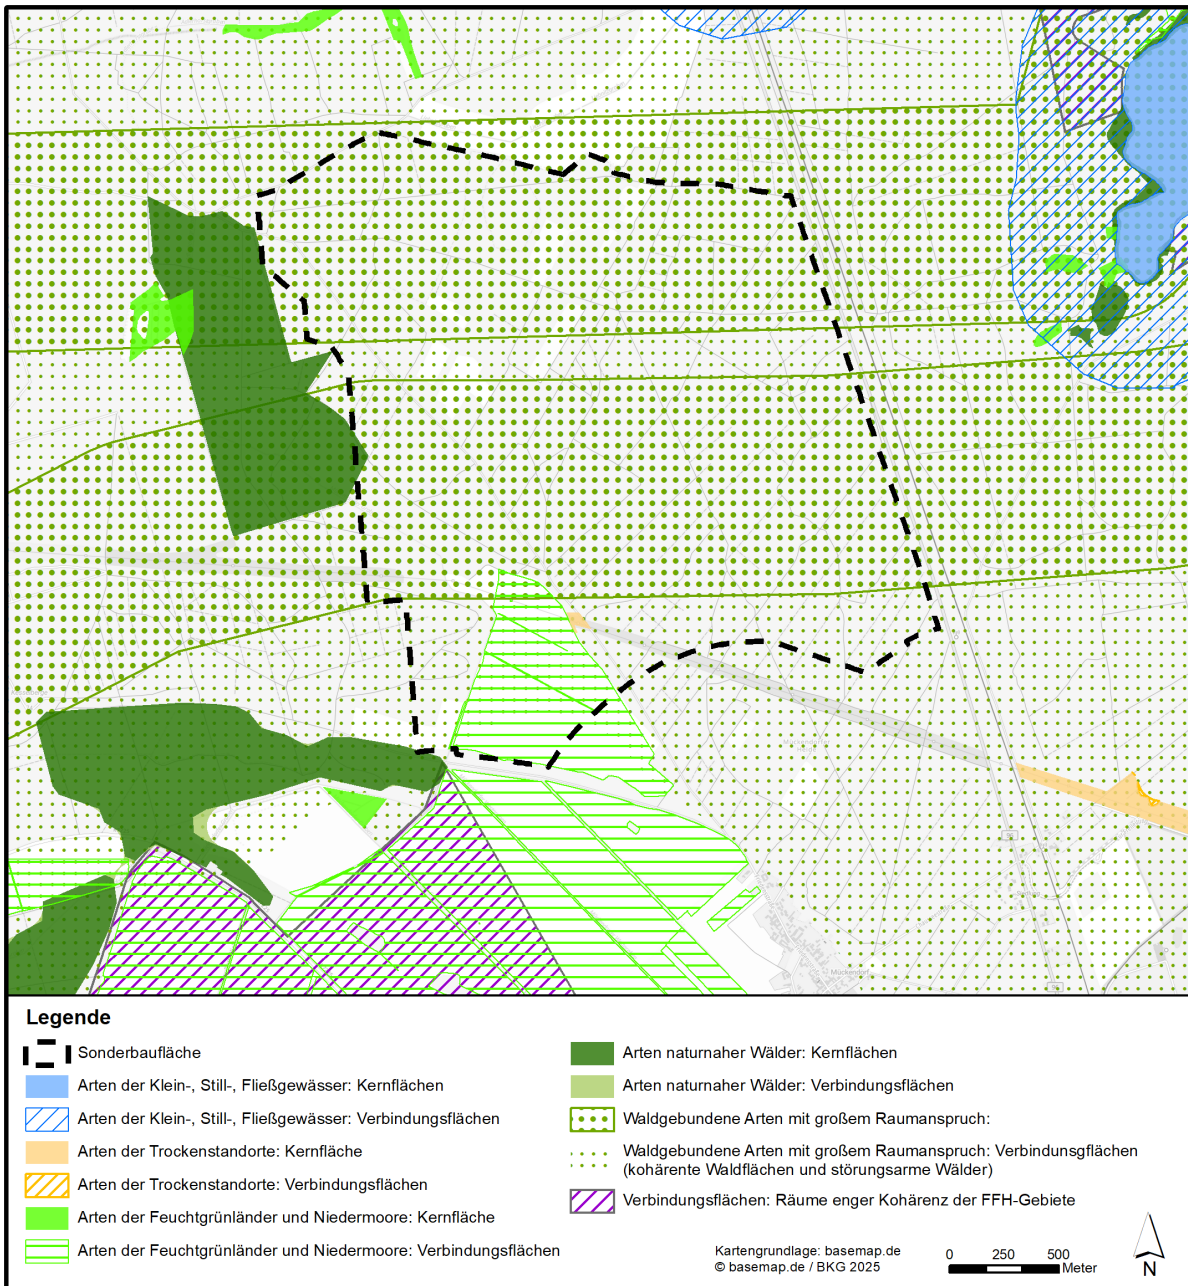 Mückendorf
Legende
Sonderbaufläche
Arten der Klein-, Still-, Fließgewässer: Kernflächen
Arten der Klein-, Still-, Fließgewässer: Verbindungsflächen
Arten der Trockenstandorte: Kernfläche
Arten der Trockenstandorte: Verbindungsflächen
Arten der Feuchtgrünländer und Niedermoore: Kernfläche
Arten der Feuchtgrünländer und Niedermoore: Verbindungsflächen
Arten naturnaher Wälder: Kernflächen
Arten naturnaher Wälder: Verbindungsflächen
Waldgebundene Arten mit großem Raumanspruch:
Waldgebundene Arten mit großem Raumanspruch: Verbindungsflächen
(kohärente Waldflächen und störungsarme Wälder)
Verbindungsflächen: Räume enger Kohärenz der FFH-Gebiete
Kartengrundlage: basemap.de
© basemap.de / BKG 2025
0 250 500
Meter
N